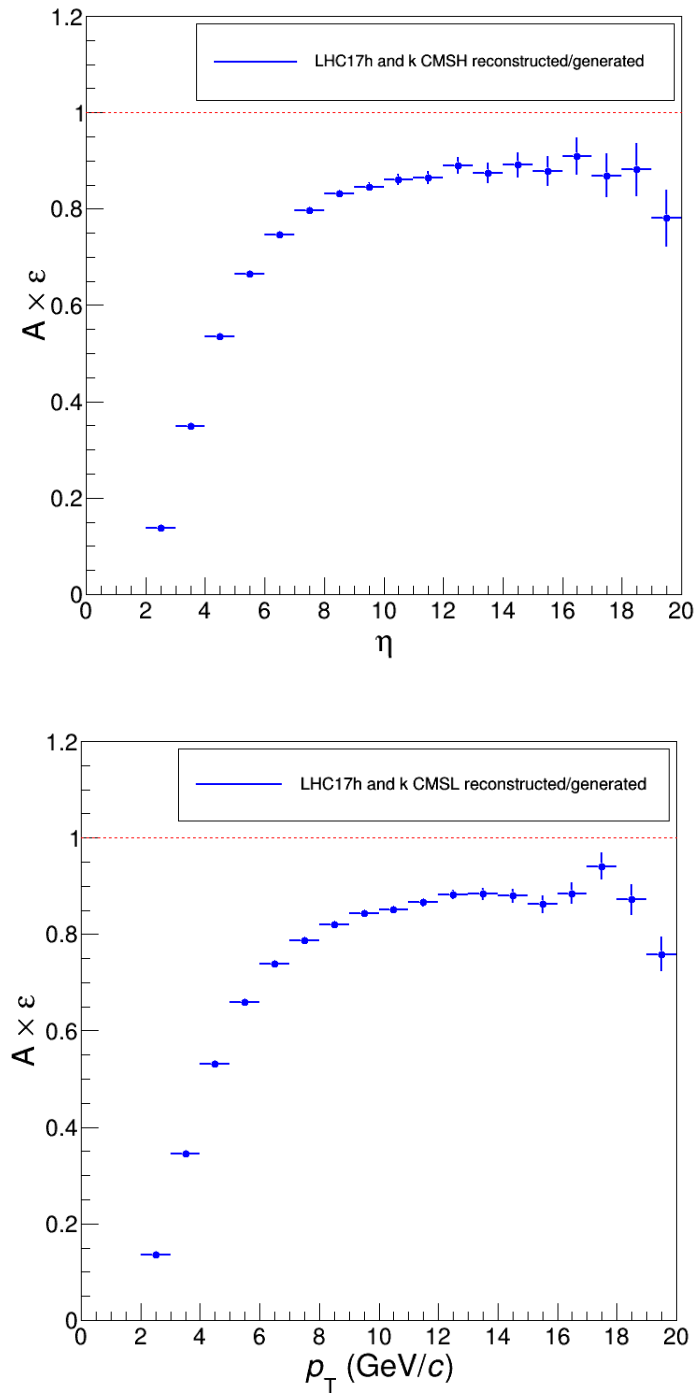 1.2
LHC17h and k CMSH reconstructed/generated
1
0.8
A × ε
0.6
0.4
0.2
0
0 2 4 6 8 10 12 14 16 18 20
η
1.2
LHC17h and k CMSL reconstructed/generated
1
0.8
A × ε
0.6
0.4
0.2
0
0 2 4 6 8 10 12 14 16 18 20
p_T (GeV/c)